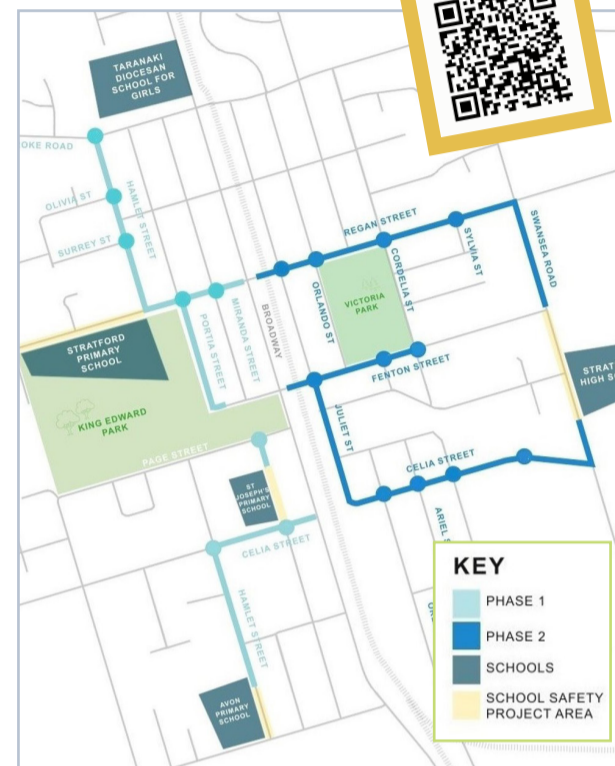 TARANAKI
DIOCESAN
SCHOOL FOR
GIRLS
OKE ROAD
OLIVIA ST
HAMLET STREET
SURREY ST
REGAN STREET
SWANSEA ROAD
SYLVIA ST
CORDELIA ST
ORLANDO ST
VICTORIA
PARK
BROADWAY
MIRANDA STREET
PORTIA STREET
STRATFORD
PRIMARY
SCHOOL
STRAT
HIGH S
FENTON STREET
KING EDWARD
PARK
JULIET ST
PAGE STREET
CELIA STREET
ST
JOSEPH'S
PRIMARY
SCHOOL
ARIEL S
CELIA STREET
HAMLET STREET
AVON
PRIMARY
SCHOOL
KEY
PHASE 1
PHASE 2
SCHOOLS
SCHOOL SAFETY
PROJECT AREA